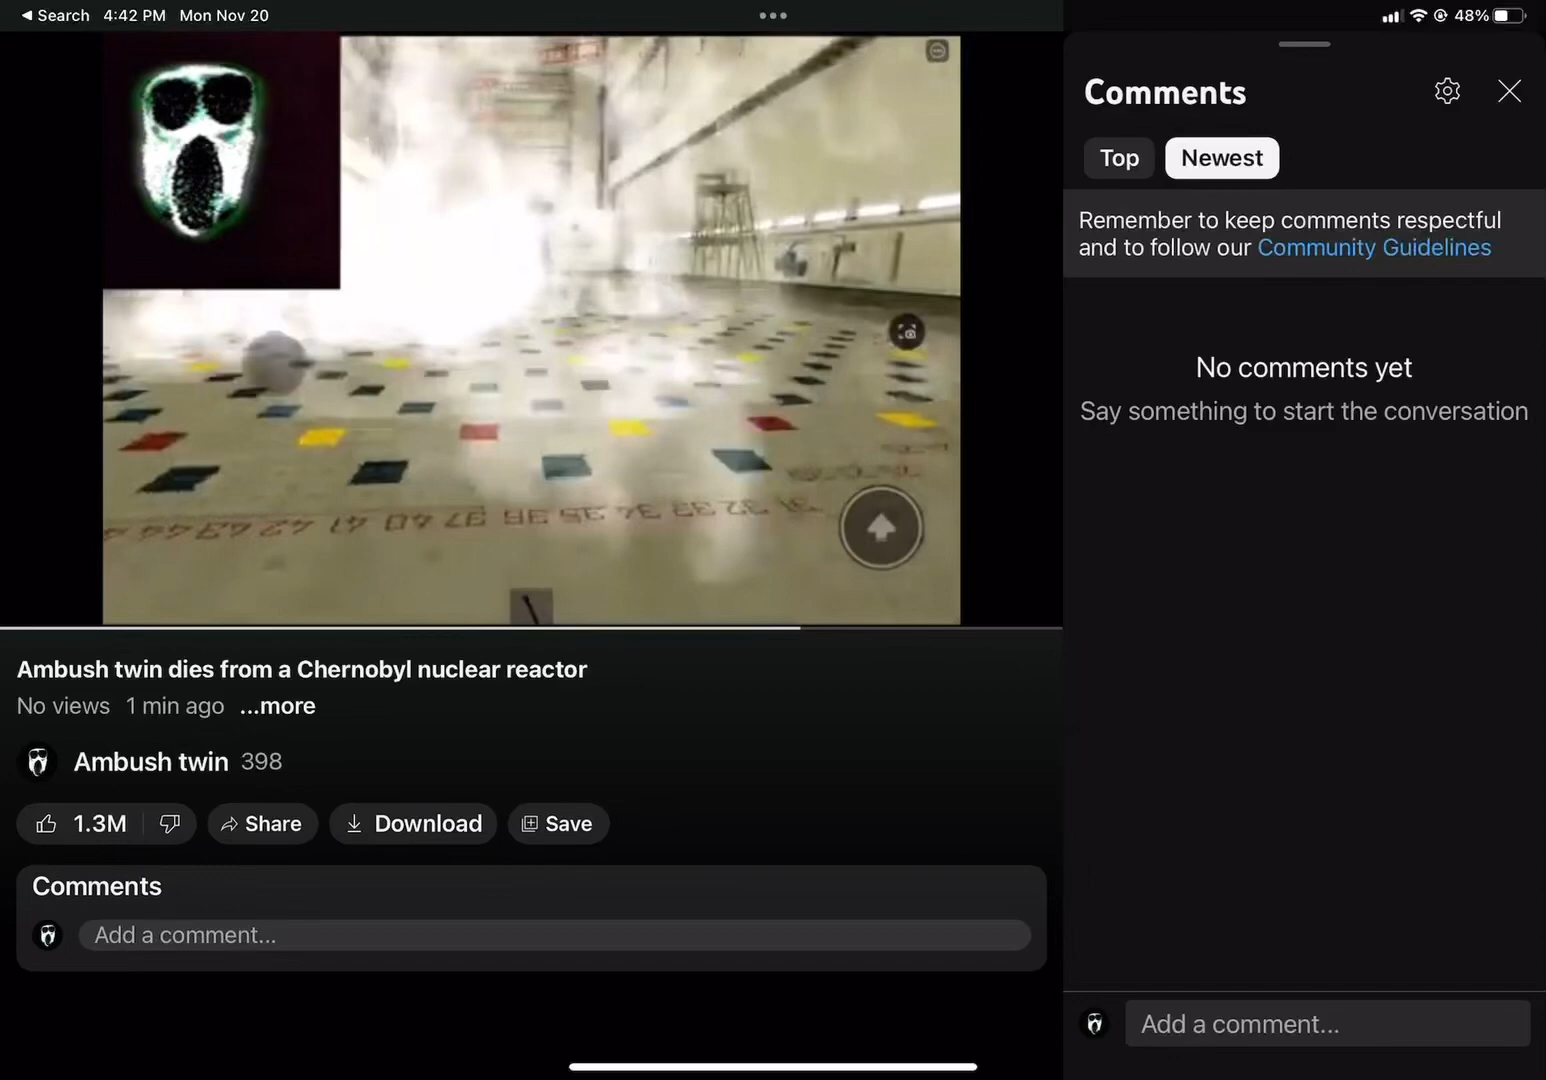 Search 4:42 PM Mon Nov 20
48%
Comments
Top Newest
Remember to keep comments respectful
and to follow our Community Guidelines
No comments yet
Say something to start the conversation
Add a comment...
Ambush twin dies from a Chernobyl nuclear reactor
No views 1 min ago ...more
Ambush twin 398
1.3M Share Download Save
Comments
Add a comment...